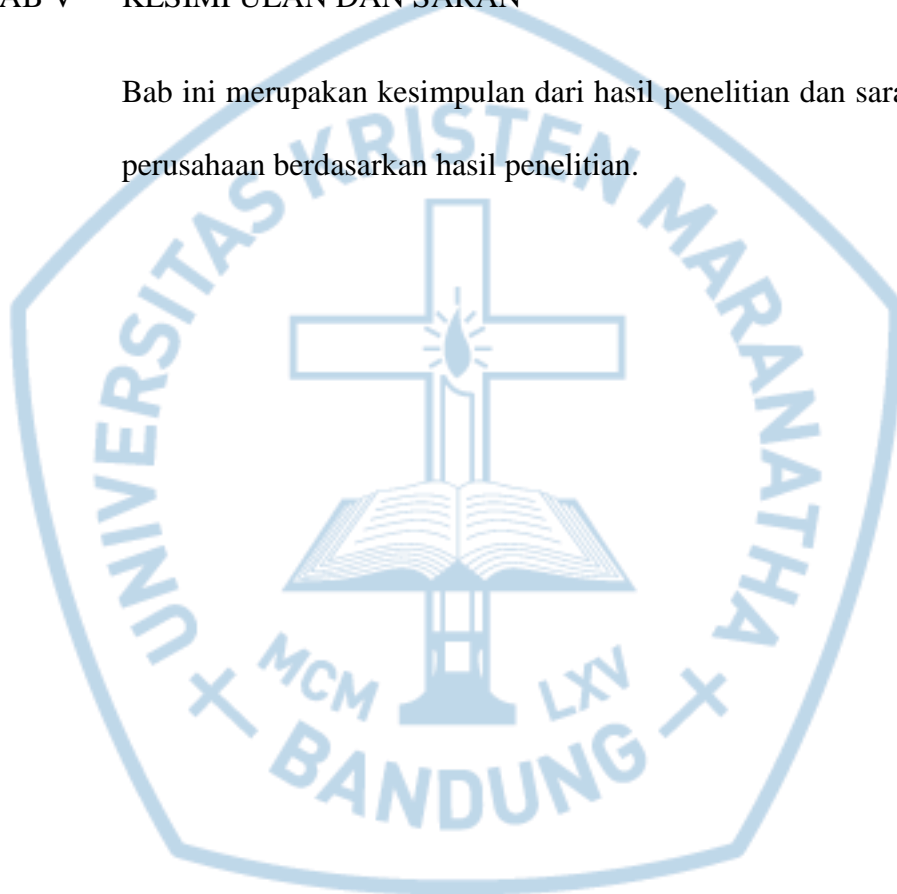 KESIMPULAN DAN SARAN
Bab ini merupakan kesimpulan dari hasil penelitian dan
perusahaan berdasarkan hasil penelitian.
UNIVERSITAS KRISTEN MARANATHA
MCM LXV
BANDUNG